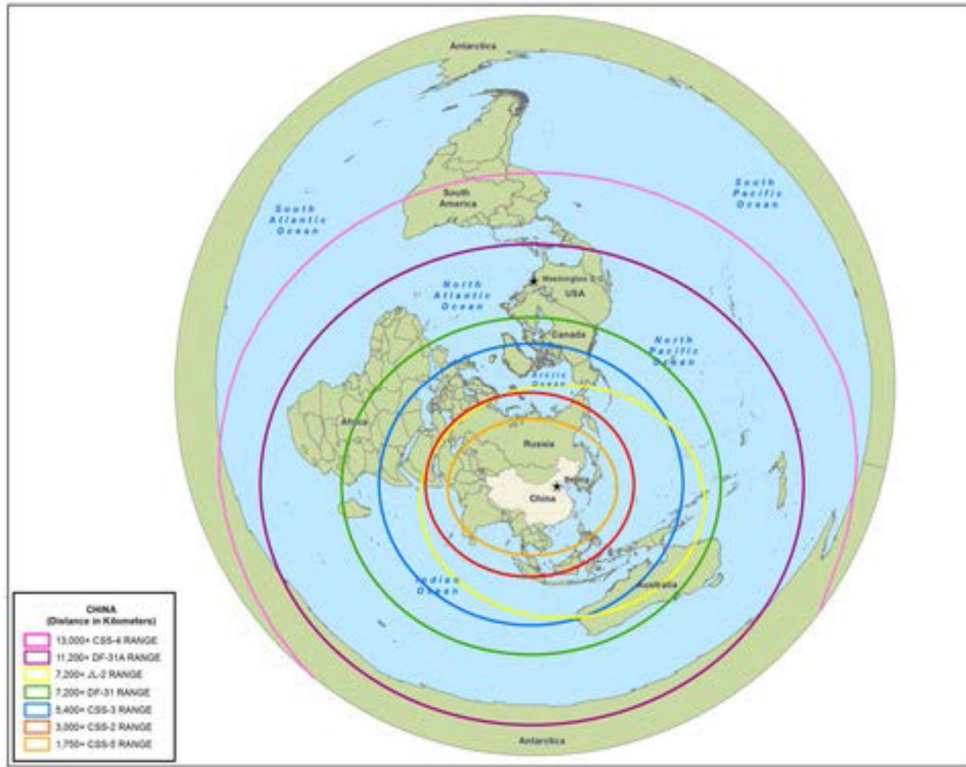 Antarctica
South
America
South
Pacific
Ocean
South
Atlantic
Ocean
Washington D.C.
USA
North
Atlantic
Ocean
Canada
North
Pacific
Ocean
Arctic
Ocean
Africa
Russia
Beijing
China
Indian
Ocean
Australia
Antarctica
CHINA
(Distance in Kilometers)
13,000+ CSS-4 RANGE
11,200+ DF-31A RANGE
7,200+ JL-2 RANGE
7,200+ DF-31 RANGE
5,400+ CSS-3 RANGE
3,000+ CSS-2 RANGE
1,750+ CSS-5 RANGE